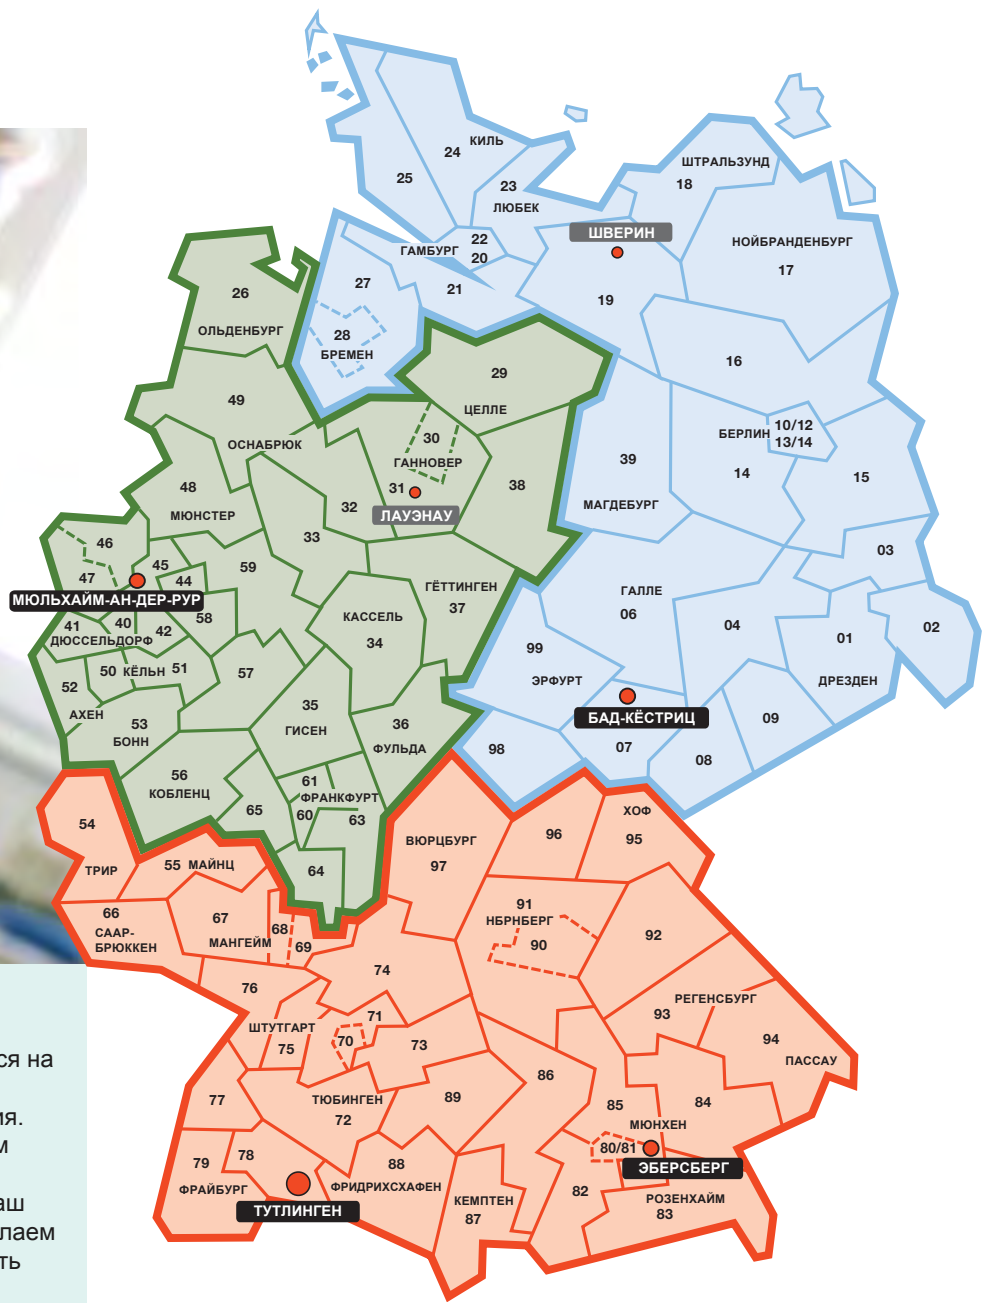 КИЛЬ
24
25
23
ЛЮБЕК
ШТРАЛЬЗУНД
18
ШВЕРИН
НОЙБРАНДЕНБУРГ
17
22
20
ГАМБУРГ
21
19
27
28
БРЕМЕН
26
ОЛЬДЕНБУРГ
16
29
ЦЕЛЛЕ
49
ОСНАБРЮК
30
ГАННОВЕР
31
ЛАУЭНАУ
38
БЕРЛИН
10/12
13/14
14
15
39
МАГДЕБУРГ
48
МЮНСТЕР
32
33
46
47
45
44
59
МЮЛЬХАЙМ-АН-ДЕР-РУР
03
ГАЛЛЕ
06
04
01
02
ДРЕЗДЕН
ГЁТТИНГЕН
37
КАССЕЛЬ
34
58
41
40
42
ДЮССЕЛЬДОРФ
50
КЁЛЬН
51
57
52
АХЕН
53
БОНН
35
ГИСЕН
36
ФУЛЬДА
99
ЭРФУРТ
БАД-КЁСТРИЦ
98
07
08
09
56
КОБЛЕНЦ
65
61
ФРАНКФУРТ
60
63
64
54
ТРИР
55 МАЙНЦ
ВЮРЦБУРГ
97
96
ХОФ
95
66
СААР-
БРЮККЕН
67
МАНГЕЙМ
68
69
91
НБРНБЕРГ
90
92
74
76
ШТУТГАРТ
75
71
70
73
РЕГЕНСБУРГ
93
94
ПАССАУ
77
ТЮБИНГЕН
72
89
86
85
МЮНХЕН
84
80/81
ЭБЕРСБЕРГ
79
78
ФРАЙБУРГ
ТУТЛИНГЕН
88
ФРИДРИХСХАФЕН
КЕМПТЕН
87
82
РОЗЕНХАЙМ
83
ся на
ия.
м
аш
лаем
ть